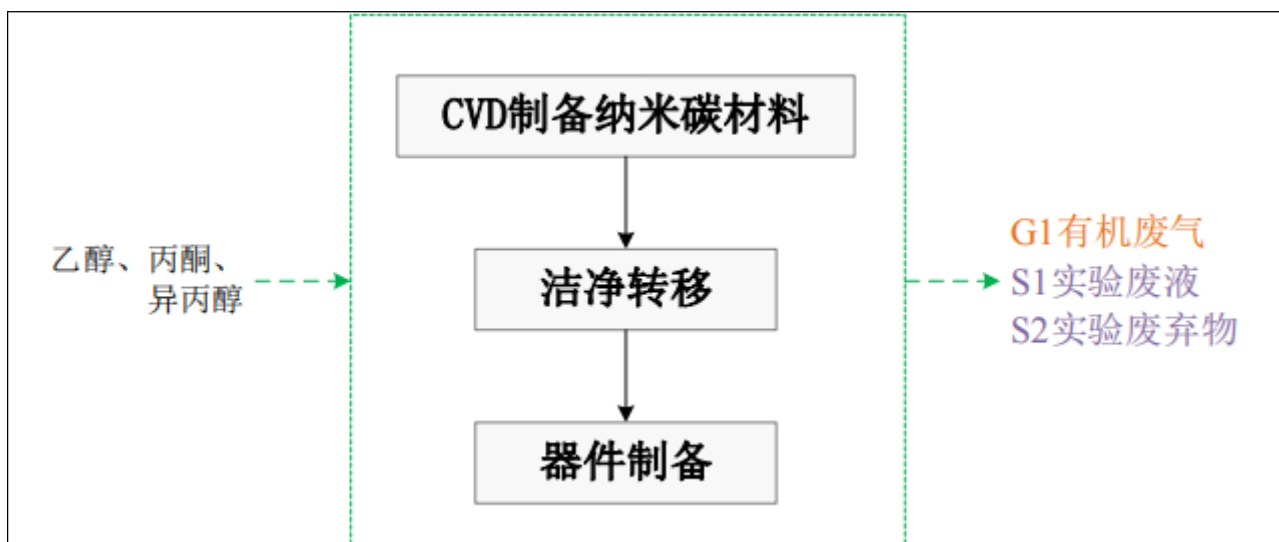 CVD制备纳米碳材料
乙醇、丙酮、
异丙醇
洁净转移
G1有机废气
S1实验废液
S2实验废弃物
器件制备